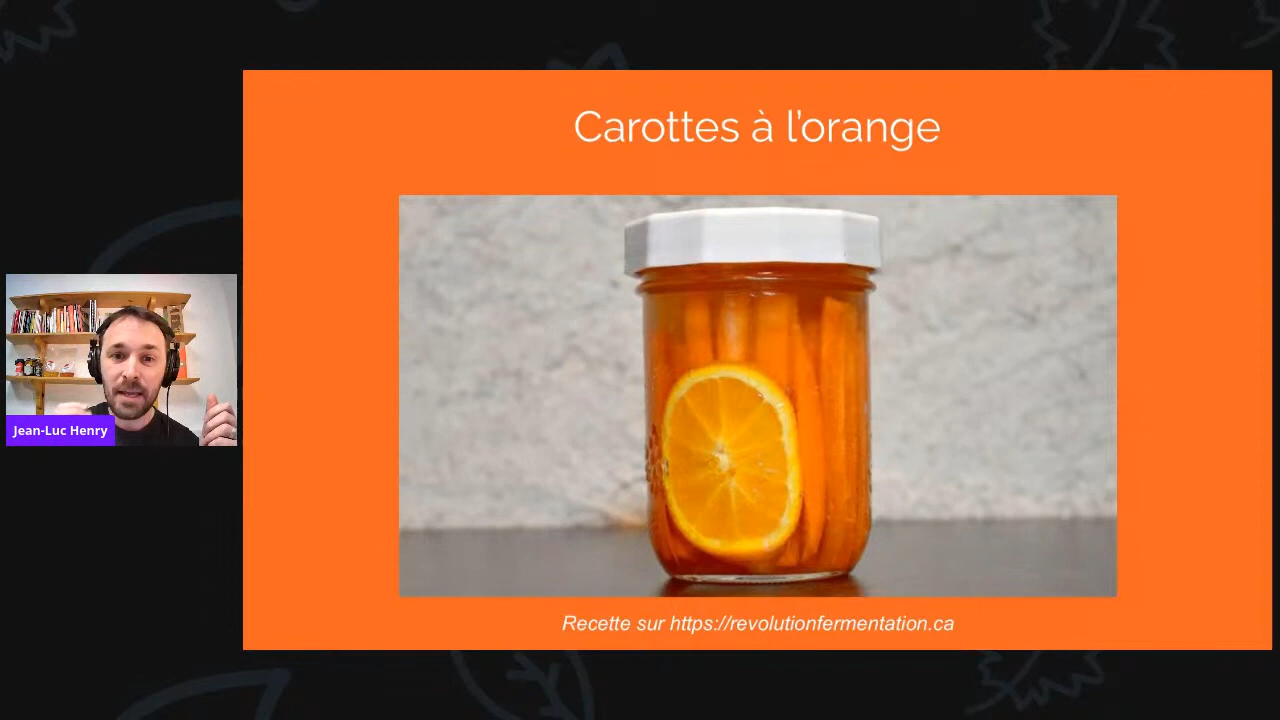 Carottes à l'orange
Jean-Luc Henry
Recette sur https://revolutionfermentation.ca